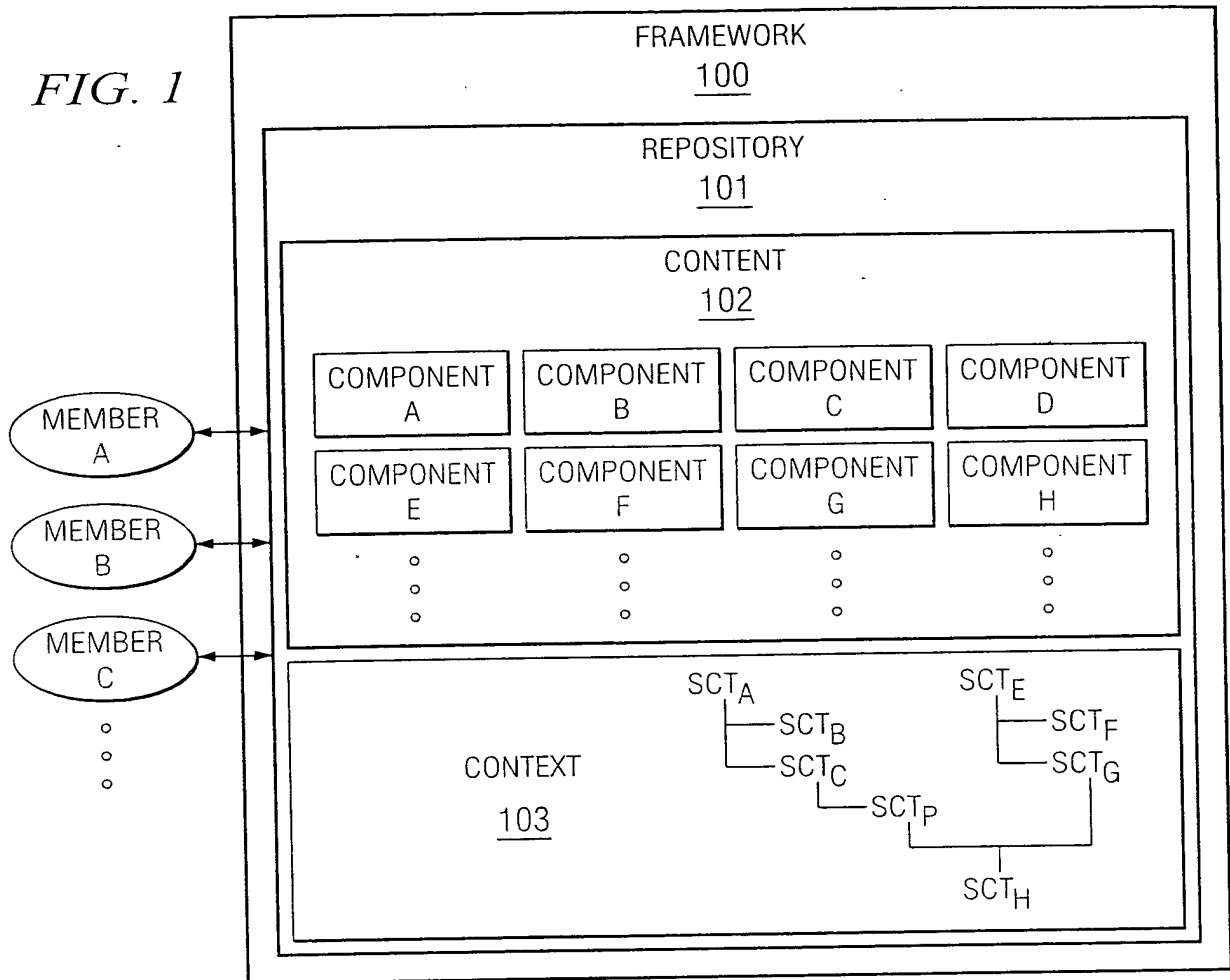 FIG. 1
FRAMEWORK
100
REPOSITORY
101
CONTENT
102
COMPONENT A
COMPONENT B
COMPONENT C
COMPONENT D
COMPONENT E
COMPONENT F
COMPONENT G
COMPONENT H
MEMBER A
MEMBER B
MEMBER C
CONTEXT
103
SCTA
SCTB
SCTC
SCTP
SCTE
SCTF
SCTG
SCTH